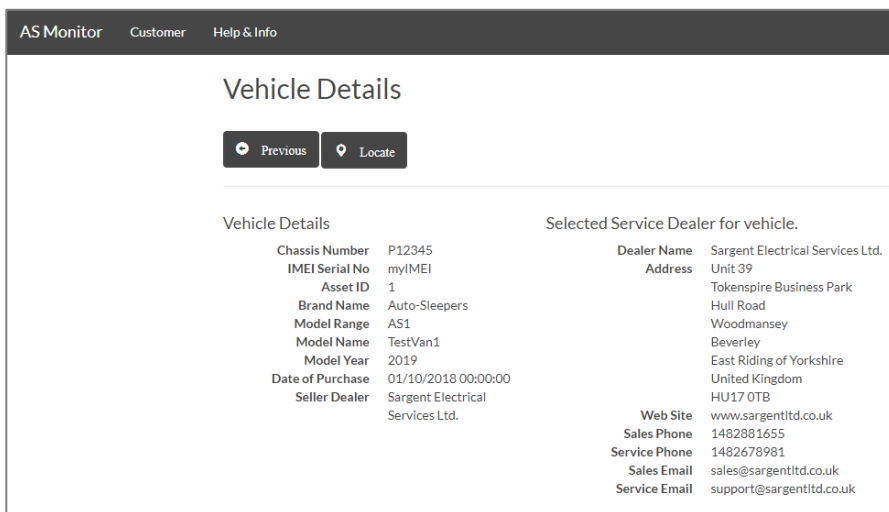 AS Monitor Customer Help & Info
Vehicle Details
Previous Locate
Vehicle Details
Chassis Number P12345
IMEI Serial No myIMEI
Asset ID 1
Brand Name Auto-Sleepers
Model Range AS1
Model Name TestVan1
Model Year 2019
Date of Purchase 01/10/2018 00:00:00
Seller Dealer Sargent Electrical
Services Ltd.
Selected Service Dealer for vehicle.
Dealer Name Sargent Electrical Services Ltd.
Address Unit 39
Tokenspire Business Park
Hull Road
Woodmansey
Beverley
East Riding of Yorkshire
United Kingdom
HU17 0TB
Web Site www.sargentltd.co.uk
Sales Phone 1482881655
Service Phone 1482678981
Sales Email sales@sargentltd.co.uk
Service Email support@sargentltd.co.uk